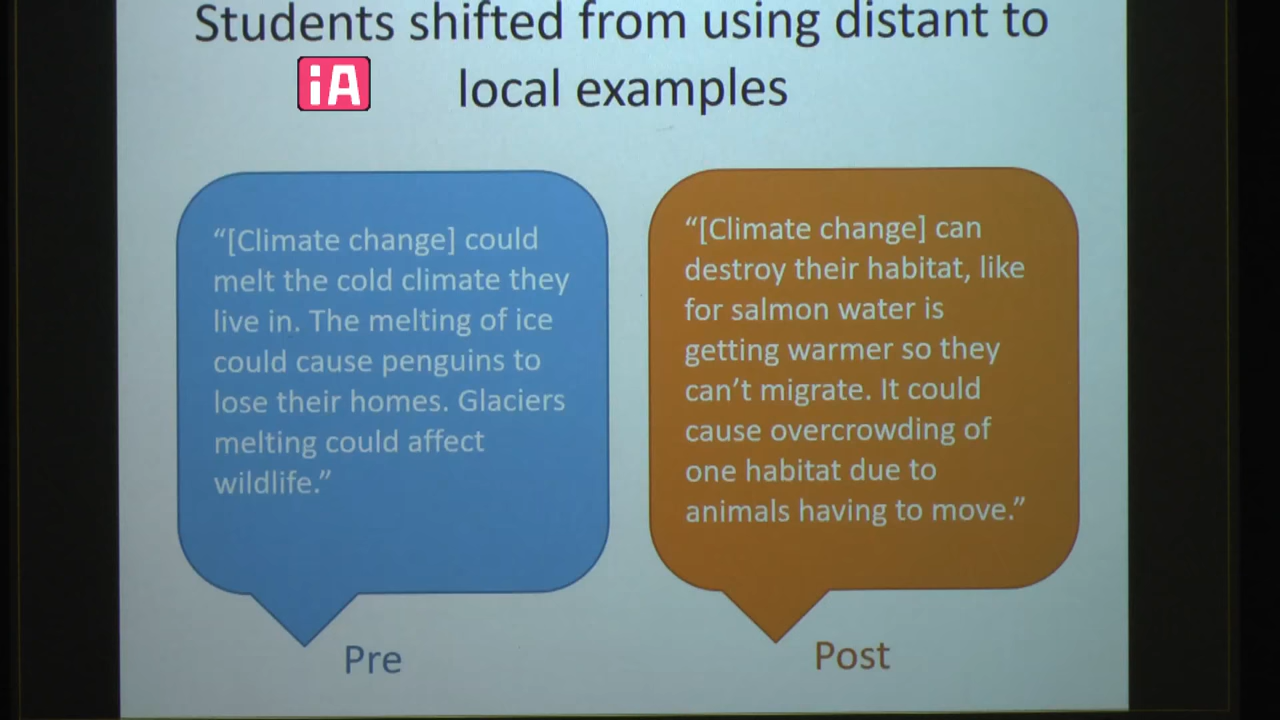 Students shifted from using distant to
iA
local examples
“[Climate change] could
melt the cold climate they
live in. The melting of ice
could cause penguins to
lose their homes. Glaciers
melting could affect
wildlife.”
Pre
“[Climate change] can
destroy their habitat, like
for salmon water is
getting warmer so they
can’t migrate. It could
cause overcrowding of
one habitat due to
animals having to move.”
Post